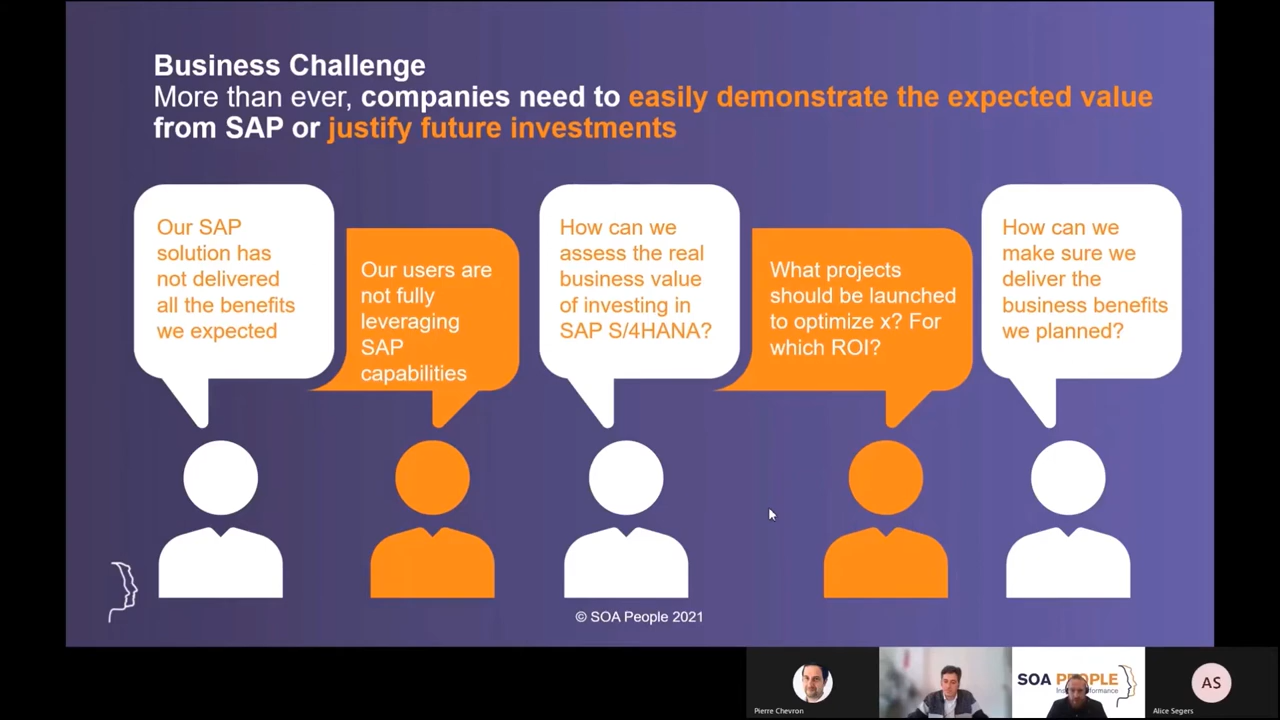 Business Challenge
More than ever, companies need to easily demonstrate the expected value
from SAP or justify future investments
Our SAP
solution has
not delivered
all the benefits
we expected
Our users are
not fully
leveraging
SAP
capabilities
How can we
assess the real
business value
of investing in
SAP S/4HANA?
What projects
should be launched
to optimize x? For
which ROI?
How can we
make sure we
deliver the
business benefits
we planned?
© SOA People 2021
Pierre Chevron
SOA PEOPLE
AS
Alice Segers